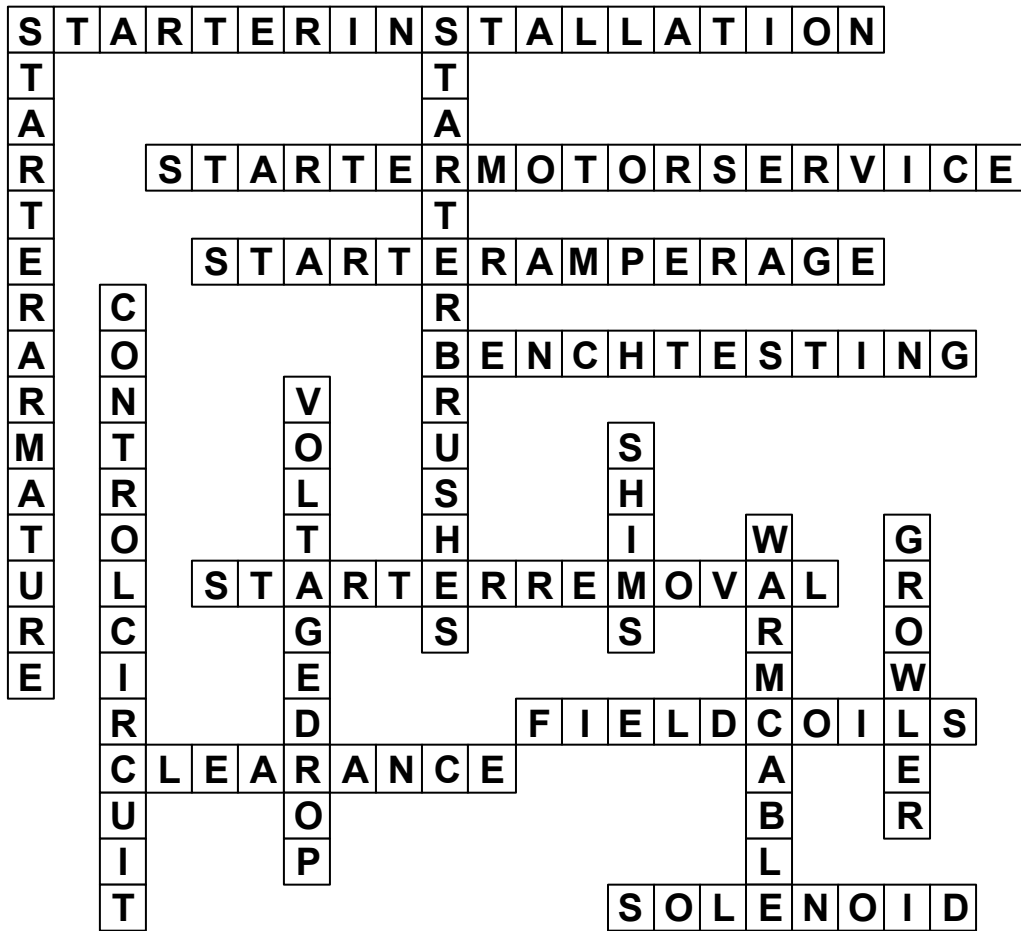 STARTERINSTALLATION
STARTERARMATURE
STARTERBRUSHES
STARTERMOTORSERVICE
STARTERAMPERAGE
CONTROLCIRCUIT
BENCHTESTING
VOLTAGEDROP
SHIMS
WARMCABLE
GROWLER
STARTERREMOVAL
FIELDCOILS
CLEARANCE
SOLENOID